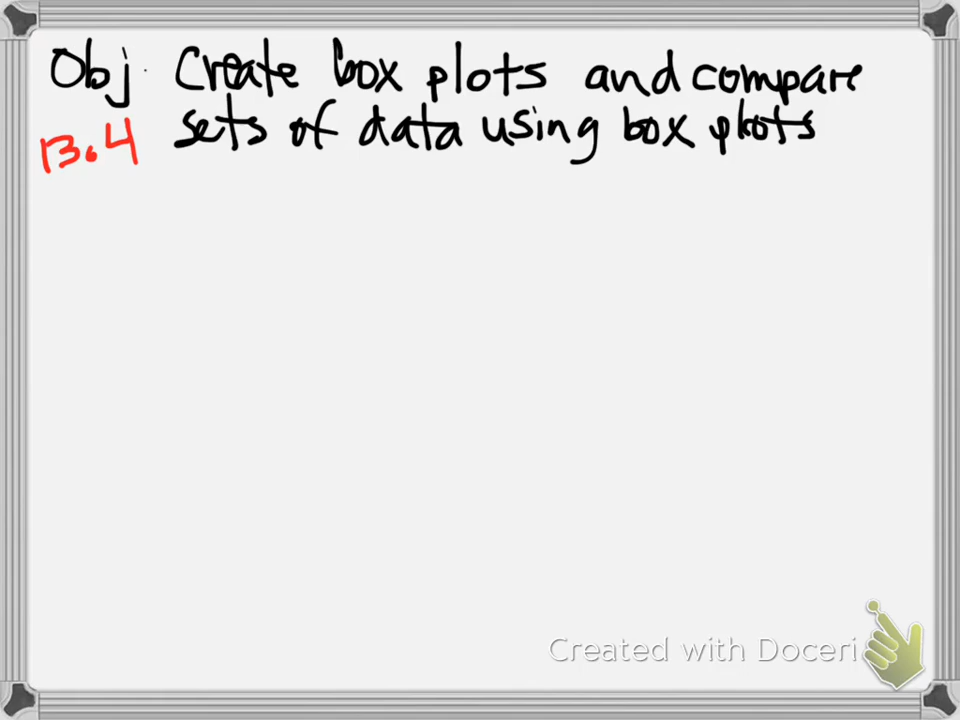 Obj. Create box plots and compare
13.4 sets of data using box plots
Created with Doceri